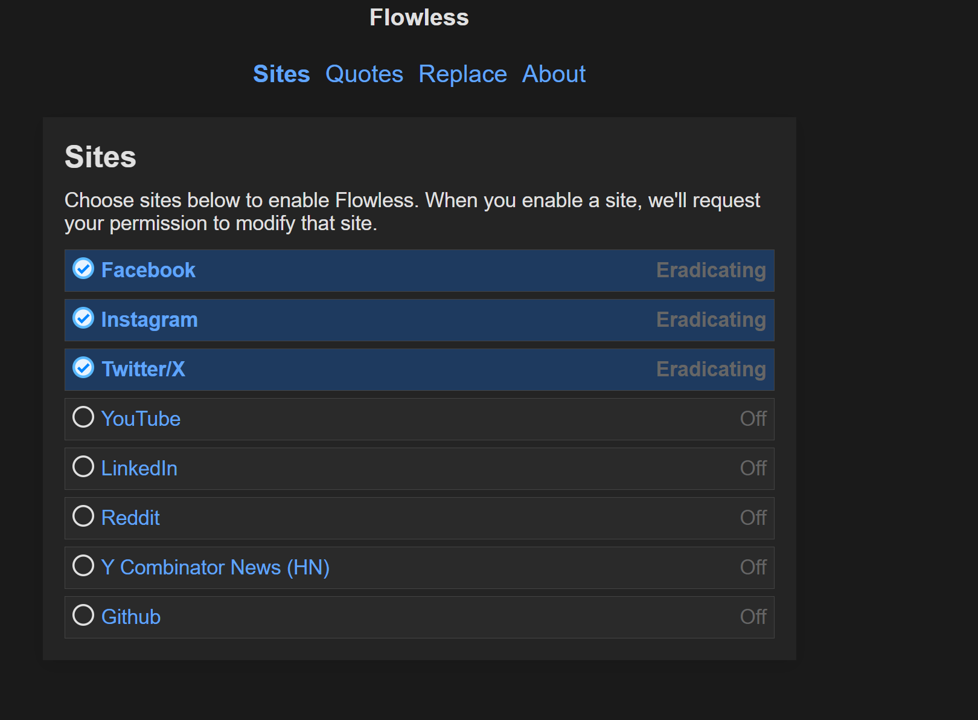 Flowless
Sites Quotes Replace About
Sites
Choose sites below to enable Flowless. When you enable a site, we'll request
your permission to modify that site.
Facebook Eradicating
Instagram Eradicating
Twitter/X Eradicating
YouTube Off
LinkedIn Off
Reddit Off
Y Combinator News (HN) Off
Github Off